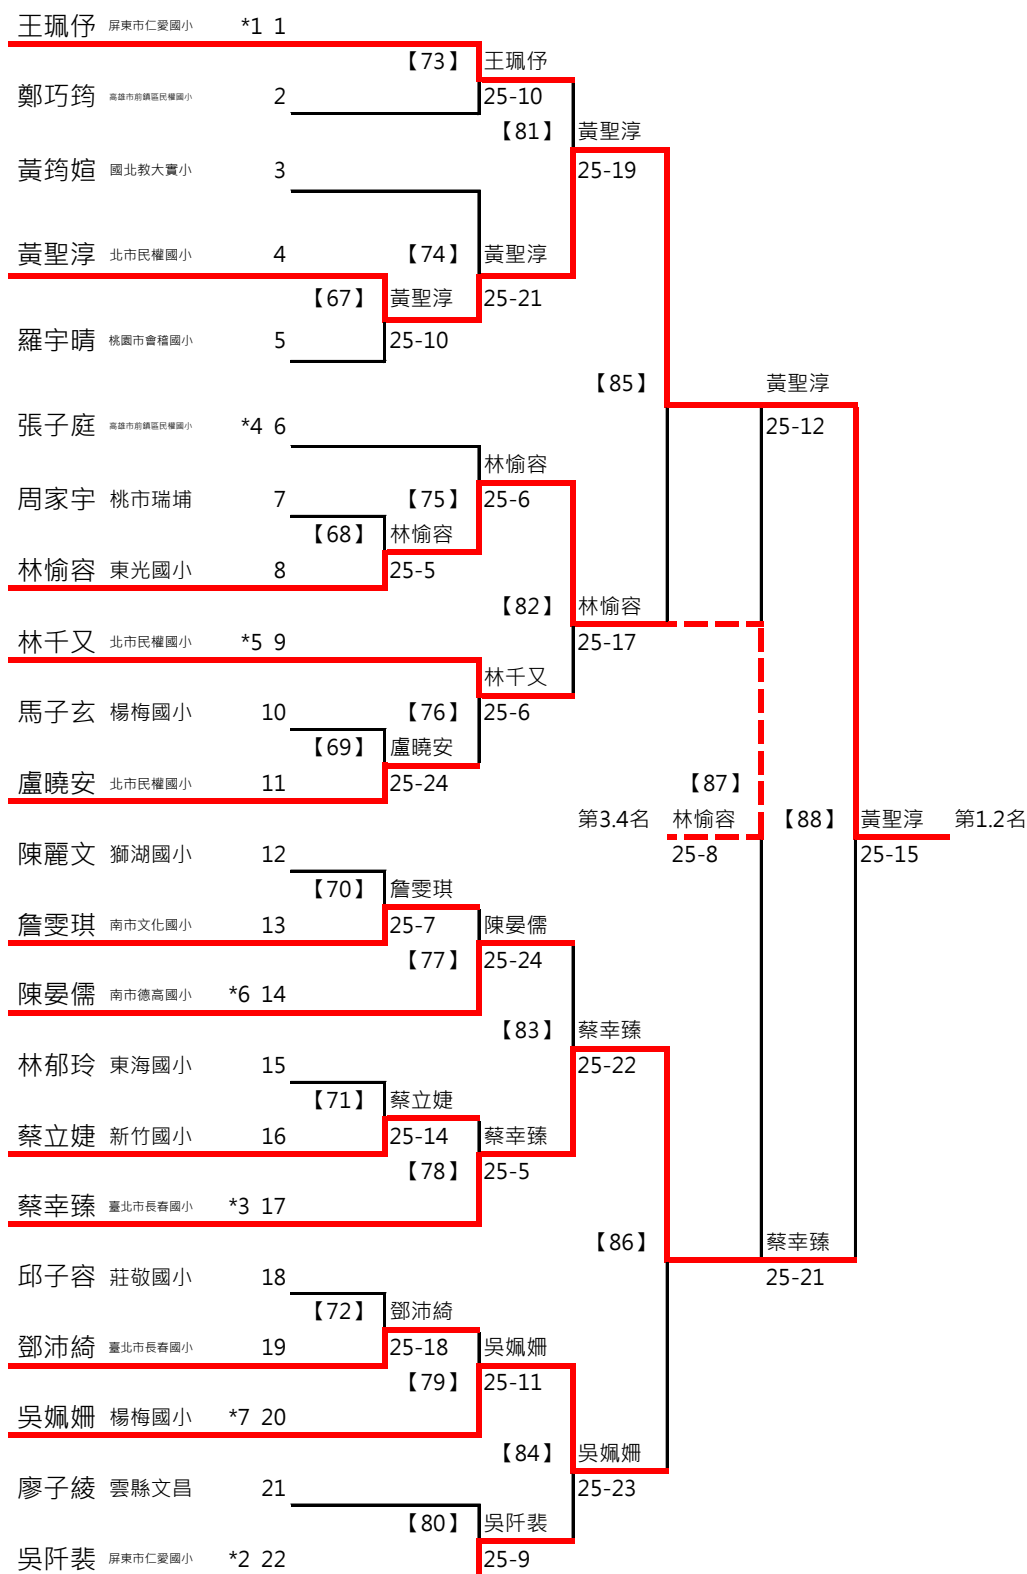 王珮伃 屏東市仁愛國小 *1 1
【73】 王珮伃
鄭巧筠 高雄市前鎮區民權國小 2 25-10
【81】 黃聖淳
黃筠媗 國北教大實小 3 25-19
黃聖淳 北市民權國小 4 【74】 黃聖淳
【67】 黃聖淳 25-21
羅宇晴 桃園市會稽國小 5 25-10
【85】 黃聖淳
張子庭 高雄市前鎮區民權國小 *4 6 25-12
林愉容
周家宇 桃市瑞埔 7 【75】 25-6
【68】 林愉容
林愉容 東光國小 8 25-5
【82】 林愉容
林千又 北市民權國小 *5 9 25-17
林千又
馬子玄 楊梅國小 10 【76】 25-6
【69】 盧曉安
盧曉安 北市民權國小 11 25-24 【87】
第3.4名 林愉容 【88】 黃聖淳 第1.2名
陳麗文 獅湖國小 12 25-8 25-15
【70】 詹雯琪
詹雯琪 南市文化國小 13 25-7 陳晏儒
【77】 25-24
陳晏儒 南市德高國小 *6 14
【83】 蔡幸臻
林郁玲 東海國小 15 25-22
【71】 蔡立婕
蔡立婕 新竹國小 16 25-14 蔡幸臻
【78】 25-5
蔡幸臻 臺北市長春國小 *3 17
【86】 蔡幸臻
邱子容 莊敬國小 18 25-21
【72】 鄧沛綺
鄧沛綺 臺北市長春國小 19 25-18 吳姵姍
【79】 25-11
吳姵姍 楊梅國小 *7 20
【84】 吳姵姍
廖子綾 雲縣文昌 21 25-23
【80】 吳阡裴
吳阡裴 屏東市仁愛國小 *2 22 25-9